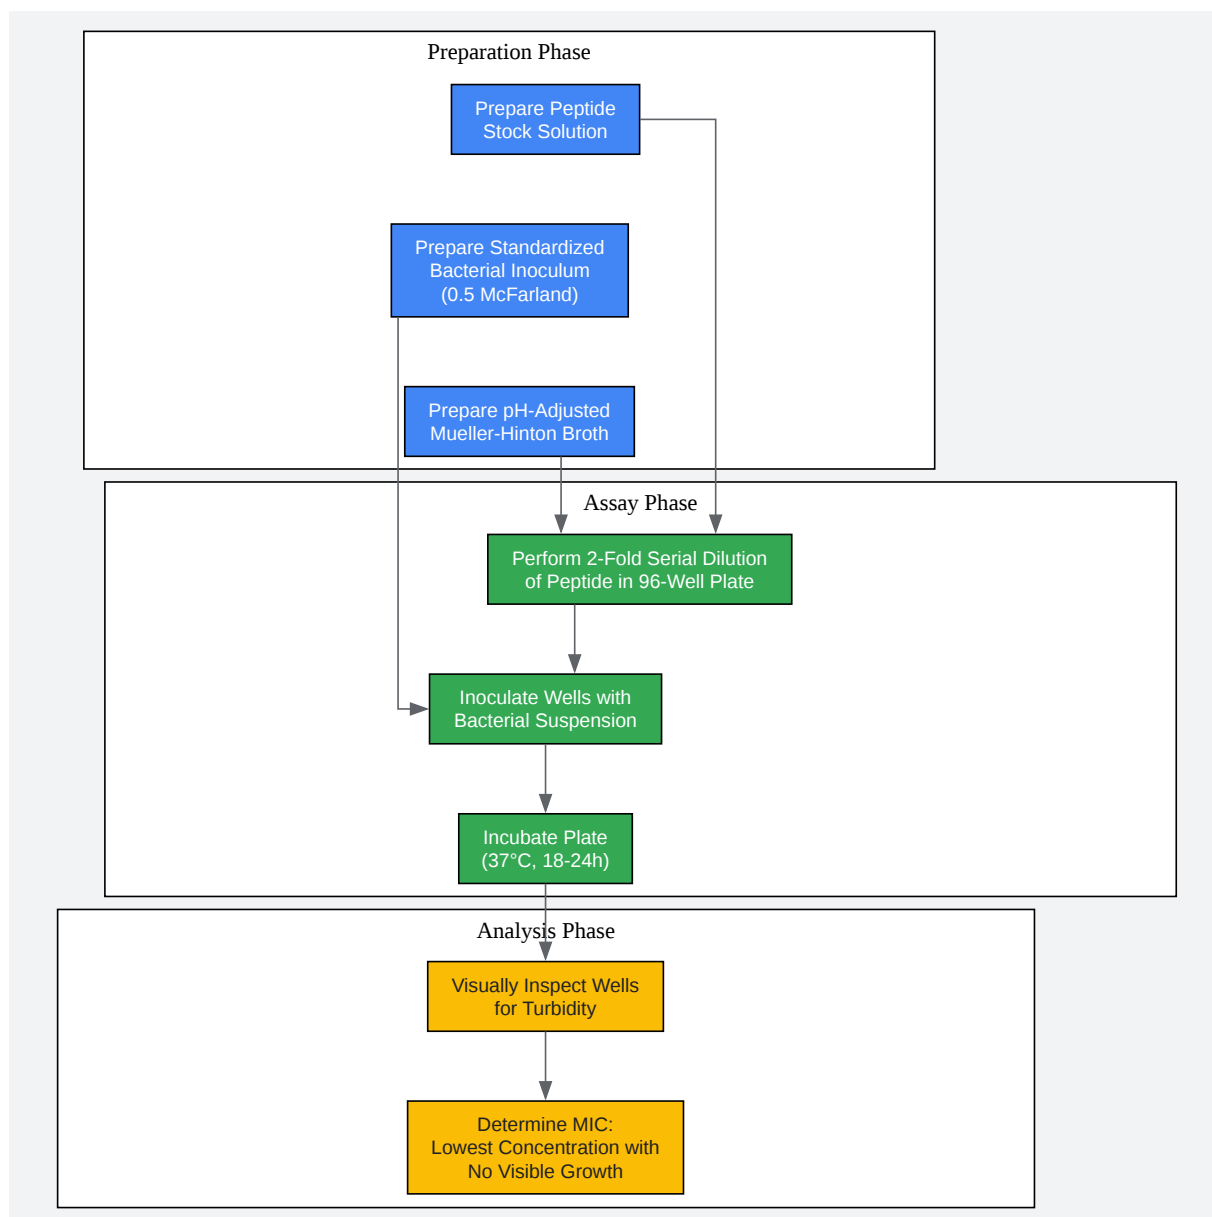 Preparation Phase
Prepare Peptide
Stock Solution
Prepare Standardized
Bacterial Inoculum
(0.5 McFarland)
Prepare pH-Adjusted
Mueller-Hinton Broth
Assay Phase
Perform 2-Fold Serial Dilution
of Peptide in 96-Well Plate
Inoculate Wells with
Bacterial Suspension
Incubate Plate
(37°C, 18-24h)
Analysis Phase
Visually Inspect Wells
for Turbidity
Determine MIC:
Lowest Concentration with
No Visible Growth